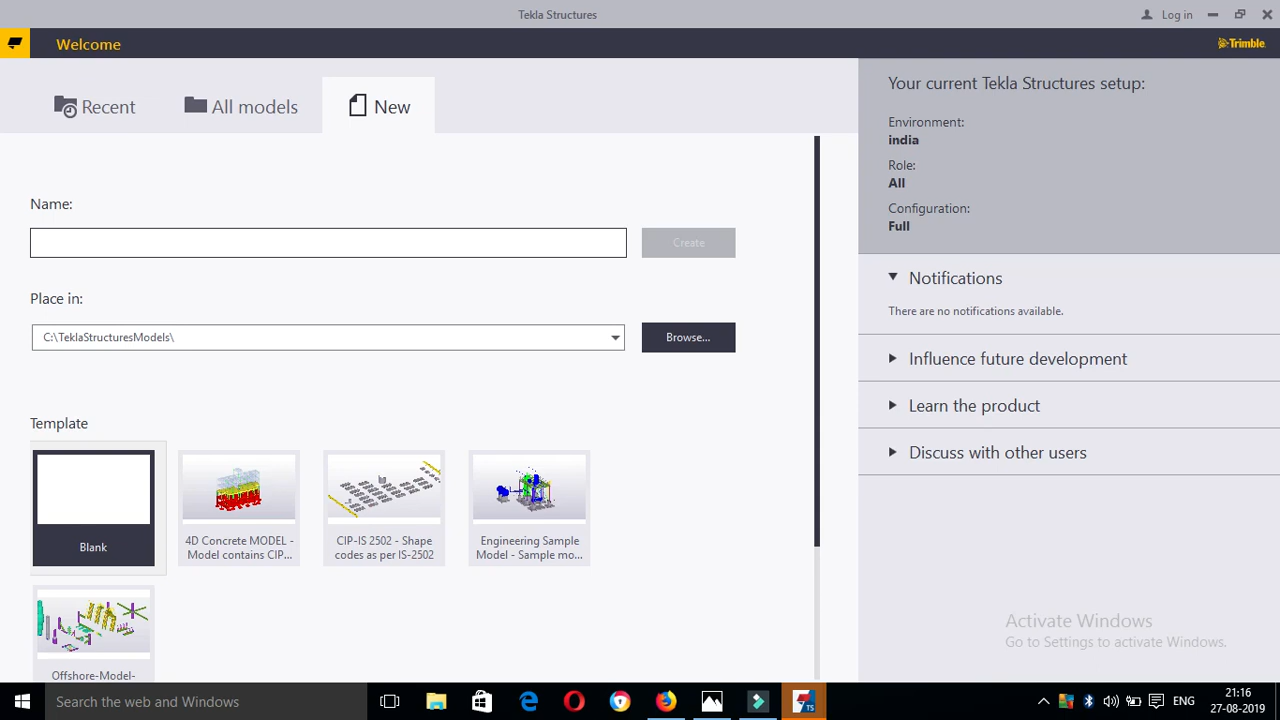 Tekla Structures
Log in
Welcome
Trimble
Recent
All models
New
Name:
Create
Place in:
C:\TeklaStructuresModels\
Browse...
Template
Blank
4D Concrete MODEL -
Model contains CIP...
CIP-IS 2502 - Shape
codes as per IS-2502
Engineering Sample
Model - Sample mo...
Offshore-Model-
Your current Tekla Structures setup:
Environment:
india
Role:
All
Configuration:
Full
Notifications
There are no notifications available.
Influence future development
Learn the product
Discuss with other users
Activate Windows
Go to Settings to activate Windows.
Search the web and Windows
TS
ENG
21:16
27-08-2019